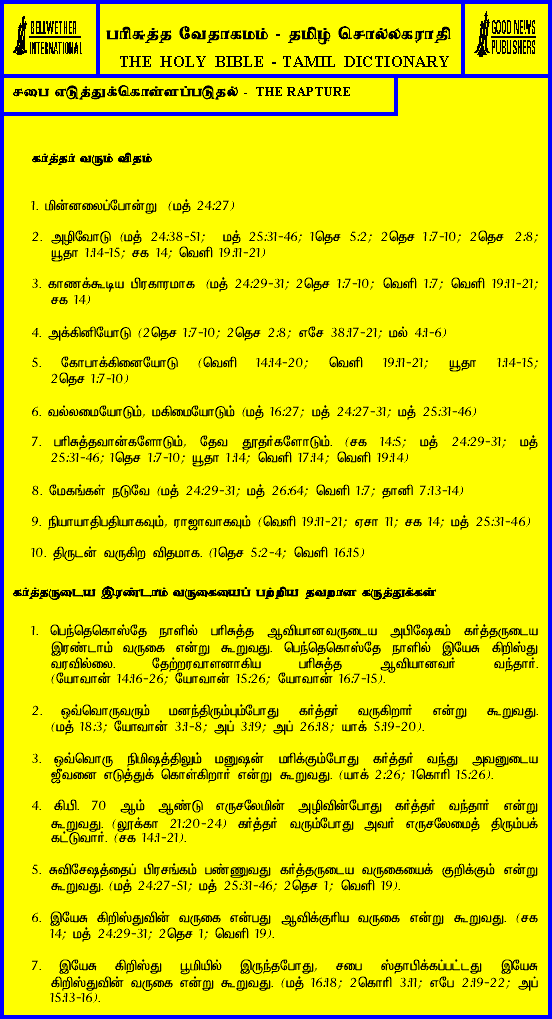 BELLWETHER
INTERNATIONAL
பரிசுத்த வேதாகமம் - தமிழ் சொல்லகராதி
THE HOLY BIBLE - TAMIL DICTIONARY
GOOD NEWS
PUBLISHERS
சபை எடுத்துக்கொள்ளப்படுதல் - THE RAPTURE
கர்த்தர் வரும் விதம்
1. மின்னலைப்போன்று (மத் 24:27)
2. அழிவோடு (மத் 24:38-51; மத் 25:31-46; 1தெச 5:2; 2தெச 1:7-10; 2தெச 2:8;
யூதா 1:14-15; சக 14; வெளி 19:11-21)
3. காணக்கூடிய பிரகாரமாக (மத் 24:29-31; 2தெச 1:7-10; வெளி 1:7; வெளி 19:11-21;
சக 14)
4. அக்கினியோடு (2தெச 1:7-10; 2தெச 2:8; எசே 38:17-21; மல் 4:1-6)
5. கோபாக்கினையோடு (வெளி 14:14-20; வெளி 19:11-21; யூதா 1:14-15;
2தெச 1:7-10)
6. வல்லமையோடும், மகிமையோடும் (மத் 16:27; மத் 24:27-31; மத் 25:31-46)
7. பரிசுத்தவான்களோடும், தேவ தூதர்களோடும். (சக 14:5; மத் 24:29-31; மத்
25:31-46; 1தெச 1:7-10; யூதா 1:14; வெளி 17:14; வெளி 19:14)
8. மேகங்கள் நடுவே (மத் 24:29-31; மத் 26:64; வெளி 1:7; தானி 7:13-14)
9. நியாயாதிபதியாகவும், ராஜாவாகவும் (வெளி 19:11-21; ஏசா 11; சக 14; மத் 25:31-46)
10. திருடன் வருகிற விதமாக. (1தெச 5:2-4; வெளி 16:15)
கர்த்தருடைய இரண்டாம் வருகையைப் பற்றிய தவறான கருத்துக்கள்
1. பெந்தெகொஸ்தே நாளில் பரிசுத்த ஆவியானவருடைய அபிஷேகம் கர்த்தருடைய
இரண்டாம் வருகை என்று கூறுவது. பெந்தெகொஸ்தே நாளில் இயேசு கிறிஸ்து
வரவில்லை. தேற்றரவாளனாகிய பரிசுத்த ஆவியானவர் வந்தார்.
(யோவான் 14:16-26; யோவான் 15:26; யோவான் 16:7-15).
2. ஒவ்வொருவரும் மனந்திரும்பும்போது கர்த்தர் வருகிறார் என்று கூறுவது.
(மத் 18:3; யோவான் 3:1-8; அப் 3:19; அப் 26:18; யாக் 5:19-20).
3. ஒவ்வொரு நிமிஷத்திலும் மனுஷன் மரிக்கும்போது கர்த்தர் வந்து அவனுடைய
ஜீவனை எடுத்துக் கொள்கிறார் என்று கூறுவது. (யாக் 2:26; 1கொரி 15:26).
4. கி.பி. 70 ஆம் ஆண்டு எருசலேமின் அழிவின்போது கர்த்தர் வந்தார் என்று
கூறுவது. (லூக்கா 21:20-24) கர்த்தர் வரும்போது அவர் எருசலேமைத் திரும்பக்
கட்டுவார். (சக 14:1-21).
5. சுவிசேஷத்தைப் பிரசங்கம் பண்ணுவது கர்த்தருடைய வருகையைக் குறிக்கும் என்று
கூறுவது. (மத் 24:27-51; மத் 25:31-46; 2தெச 1; வெளி 19).
6. இயேசு கிறிஸ்துவின் வருகை என்பது ஆவிக்குரிய வருகை என்று கூறுவது. (சக
14; மத் 24:29-31; 2தெச 1; வெளி 19).
7. இயேசு கிறிஸ்து பூமியில் இருந்தபோது, சபை ஸ்தாபிக்கப்பட்டது இயேசு
கிறிஸ்துவின் வருகை என்று கூறுவது. (மத் 16:18; 2கொரி 3:11; எபே 2:19-22; அப்
15:13-16).